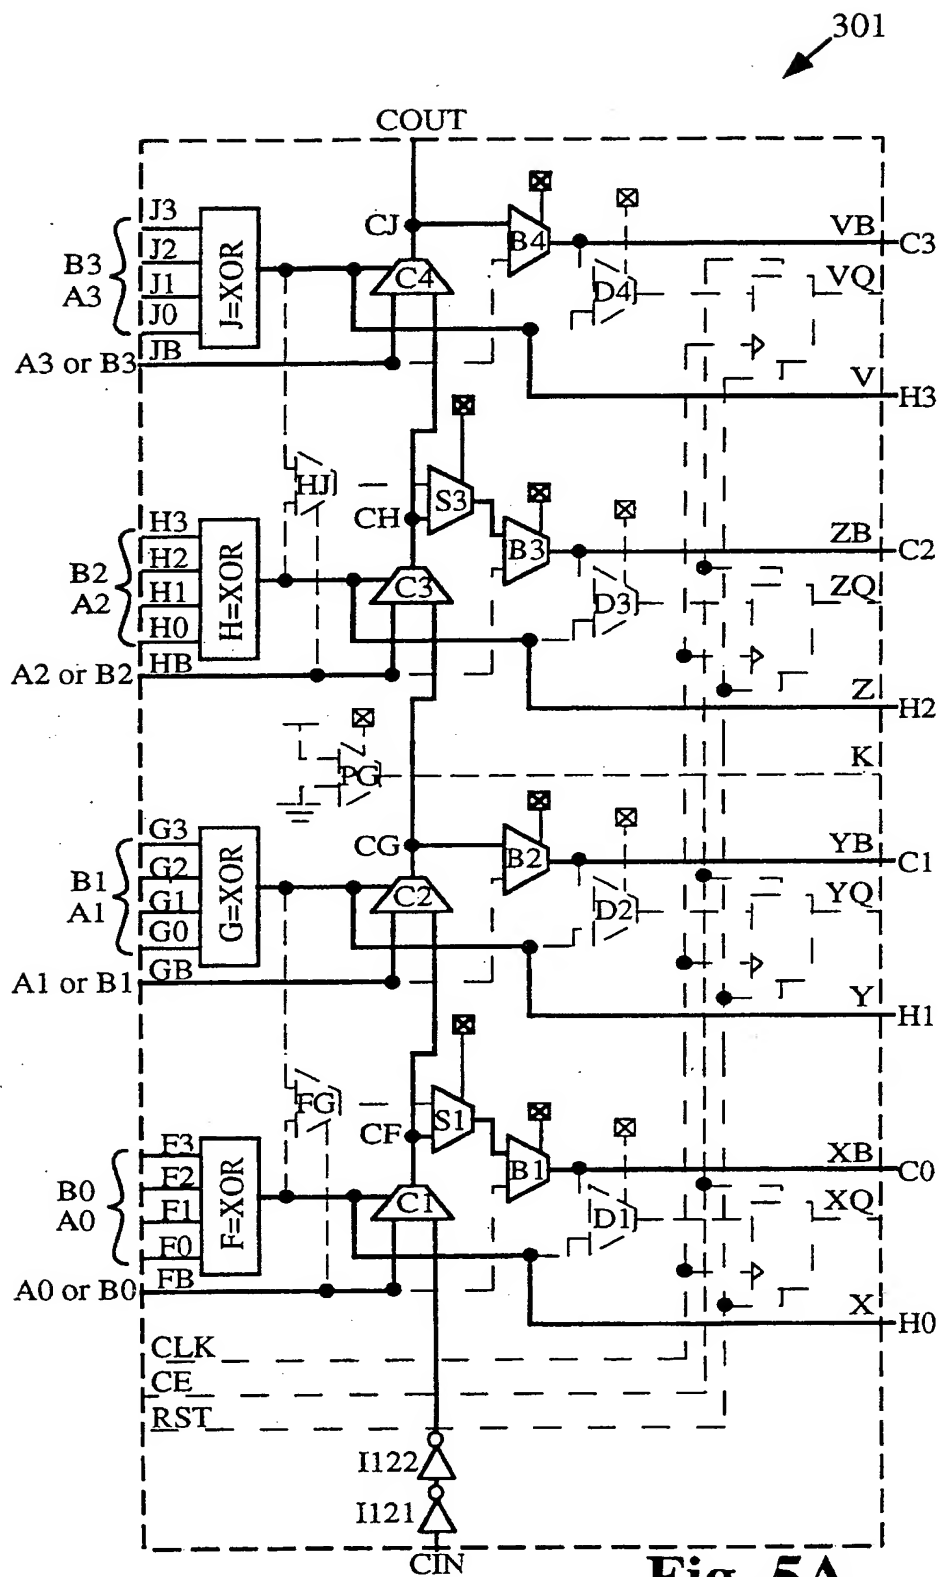 301
COUT
J3
J2
J1
J0
JB
B3
A3
A3 or B3
J=XOR
CJ
C4
B4
D4
VB
C3
VQ
V
H3
HJ
S3
CH
H3
H2
H1
H0
HB
B2
A2
A2 or B2
H=XOR
C3
B3
D3
ZB
C2
ZQ
Z
H2
PG
K
G3
G2
G1
G0
GB
B1
A1
A1 or B1
G=XOR
CG
C2
B2
D2
YB
C1
YQ
Y
H1
FG
S1
CF
F3
F2
F1
F0
FB
B0
A0
A0 or B0
F=XOR
C1
B1
D1
XB
C0
XQ
X
H0
CLK
CE
RST
I122
I121
CIN
Fig. 5A